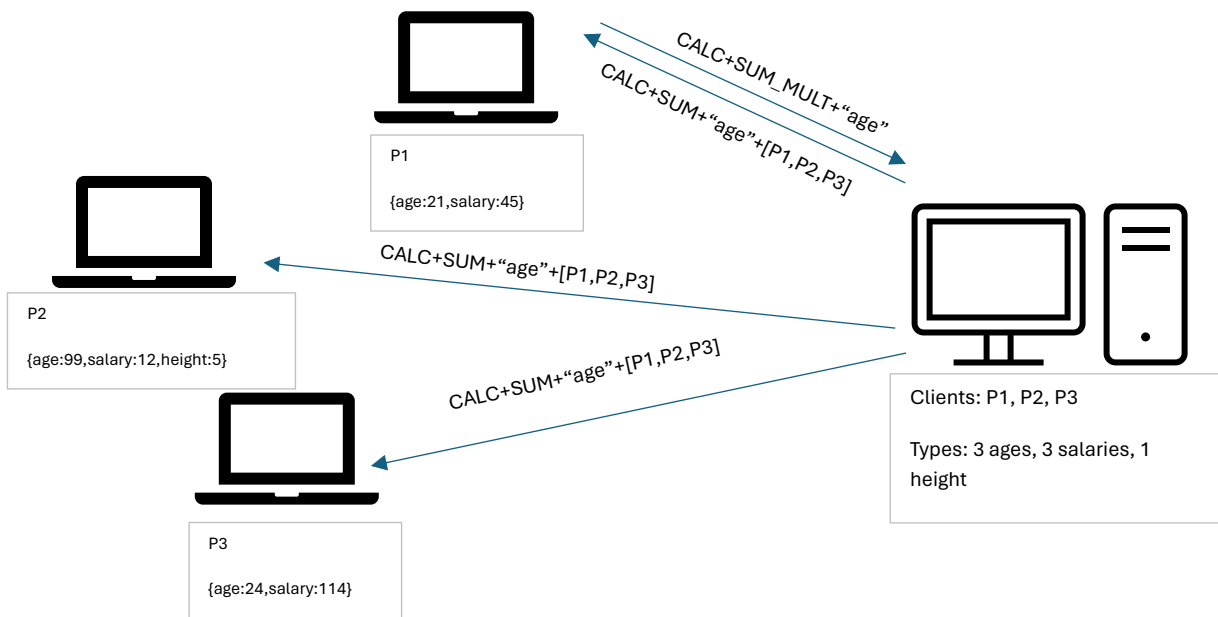 CALC+SUM_MULT+“age”
CALC+SUM+“age”+[P1,P2,P3]
P1
{age:21,salary:45}
CALC+SUM+“age”+[P1,P2,P3]
P2
{age:99,salary:12,height:5}
CALC+SUM+“age”+[P1,P2,P3]
Clients: P1, P2, P3
Types: 3 ages, 3 salaries, 1
height
P3
{age:24,salary:114}